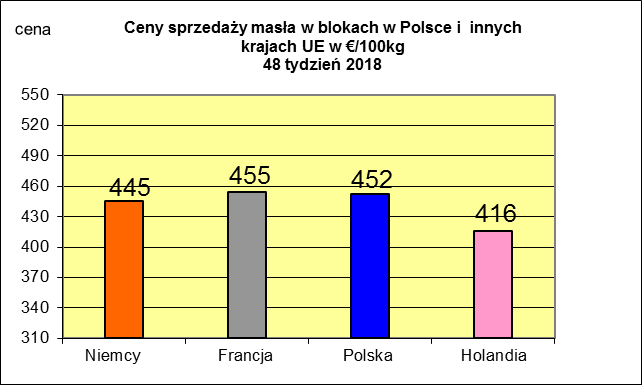 cena
Ceny sprzedaży masła w blokach w Polsce i  innych
krajach UE w €/100kg
48 tydzień 2018
550
520
490
460
430
400
370
340
310
445
455
452
416
Niemcy
Francja
Polska
Holandia